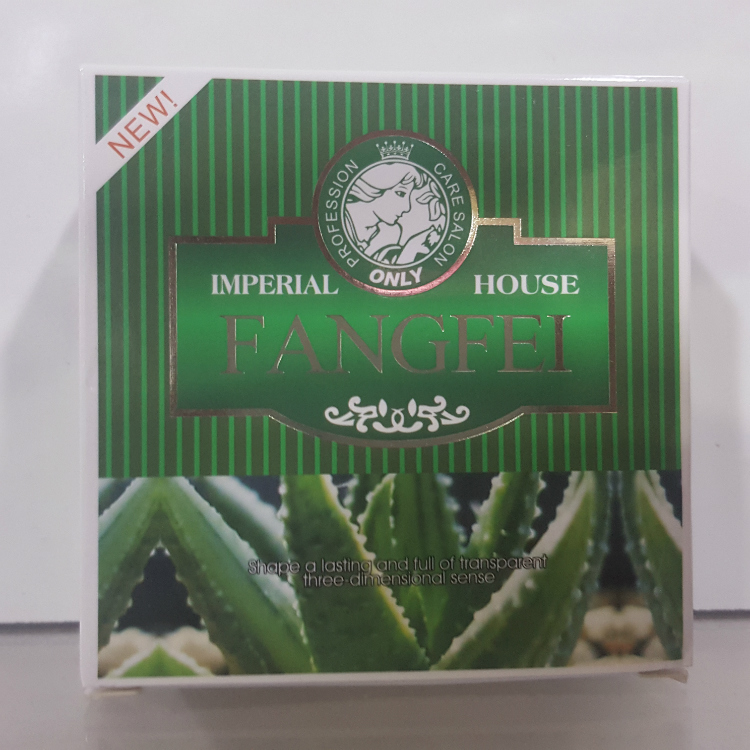 NEW!
PROFESSION CARE SALON
ONLY
IMPERIAL HOUSE
FANGFEI
Shape a lasting and full of transparent
three-dimensional sense